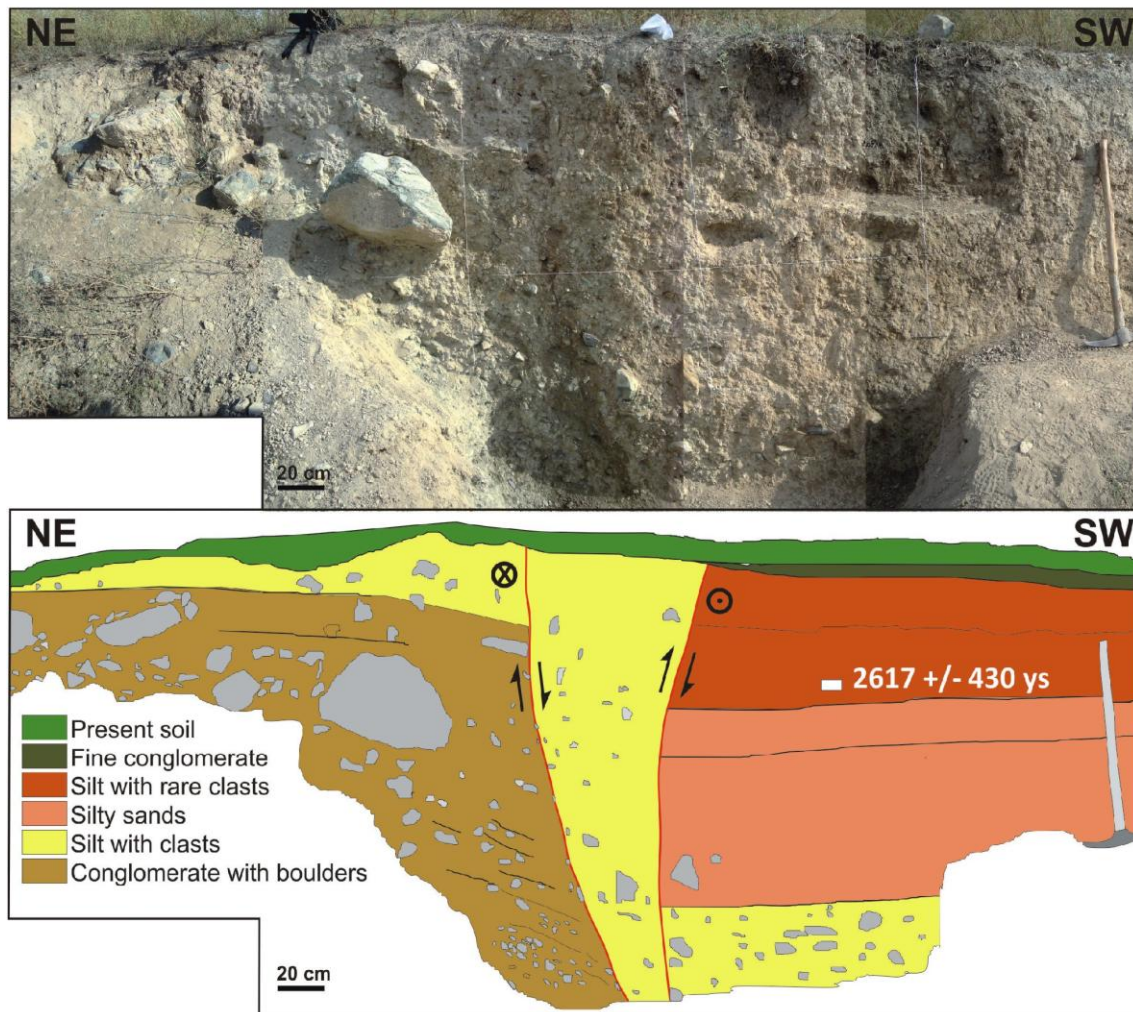 NE
SW
20 cm
NE
SW
2617 +/- 430 ys
Present soil
Fine conglomerate
Silt with rare clasts
Silty sands
Silt with clasts
Conglomerate with boulders
20 cm